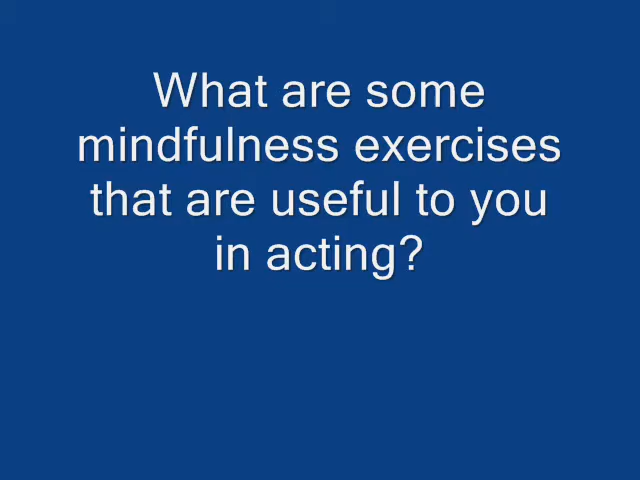 What are some
mindfulness exercises
that are useful to you
in acting?